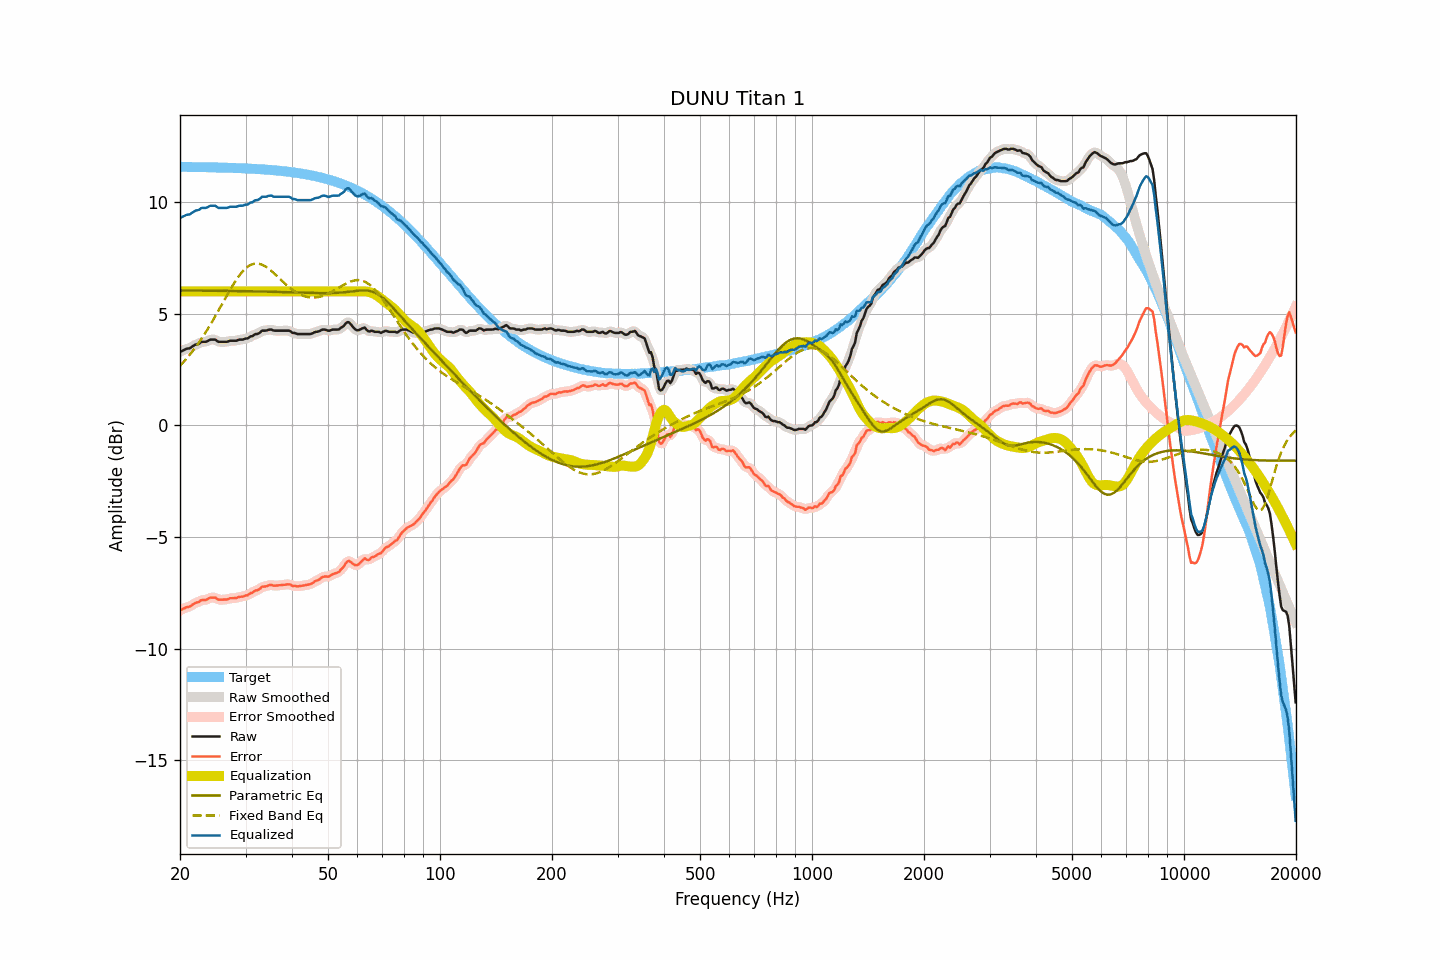 DUNU Titan 1
Amplitude (dBr)
10
5
0
−5
−10
−15
Target
Raw Smoothed
Error Smoothed
Raw
Error
Equalization
Parametric Eq
Fixed Band Eq
Equalized
20 50 100 200 500 1000 2000 5000 10000 20000
Frequency (Hz)